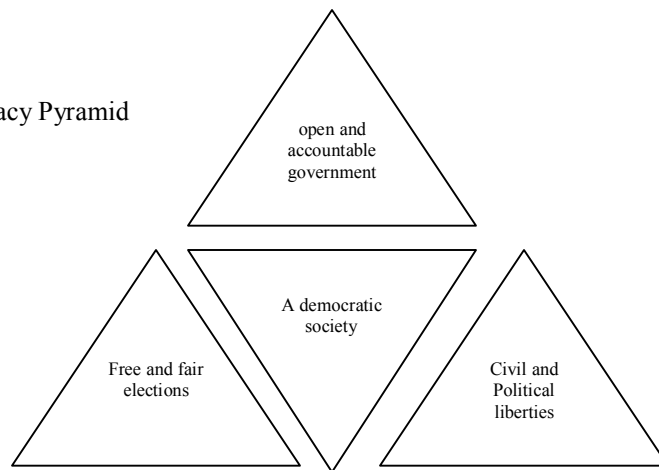 acy Pyramid
open and
accountable
government
A democratic
society
Free and fair
elections
Civil and
Political
liberties